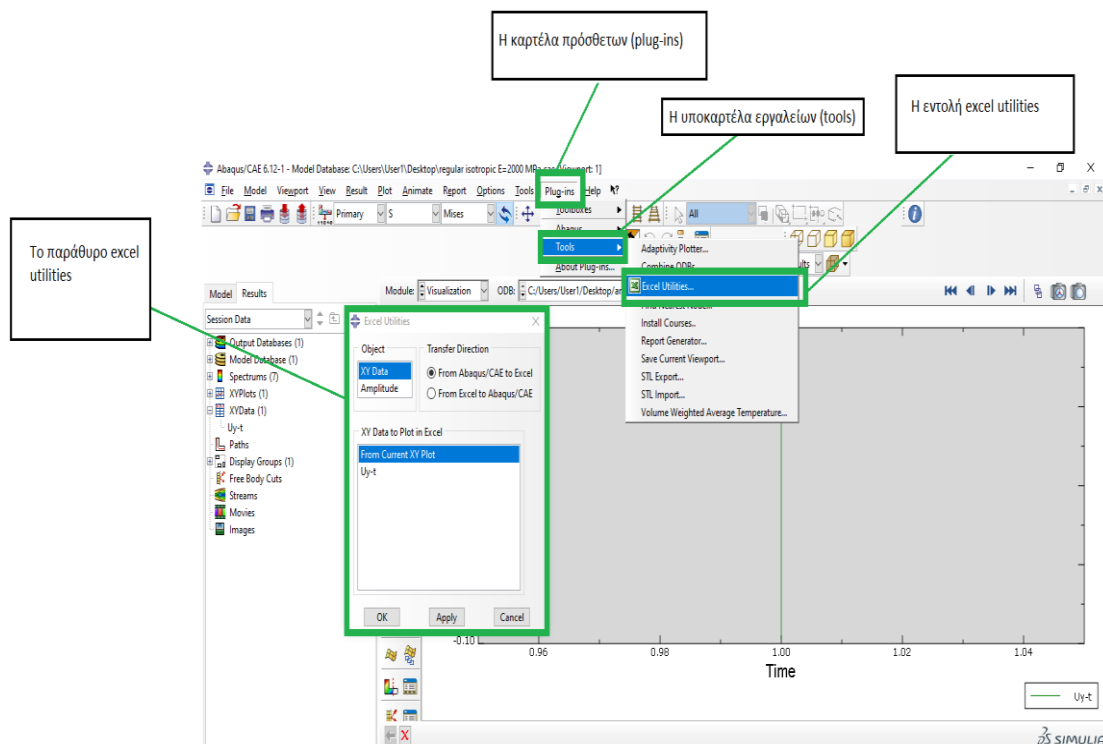 Η καρτέλα πρόσθετων (plug-ins)
Η υποκαρτέλα εργαλείων (tools)
Η εντολή excel utilities
Το παράθυρο excel
utilities
Abaqus/CAE 6.12-1 - Model Database: C:\Users\User1\Desktop\regular isotropic E=2000 MPa.cae [Viewport: 1]
File Model Viewport View Result Plot Animate Report Options Tools Plug-ins Help
Primary S Mises All
Toolboxes
Abaqus
Tools
About Plug-ins...
Adaptivity Plotter...
Combine ODBs
Excel Utilities...
Find Nearest Node...
Install Courses..
Report Generator...
Save Current Viewport...
STL Export...
STL Import...
Volume Weighted Average Temperature...
Model Results
Module: Visualization ODB: C:/Users/User1/Desktop/
Session Data
Output Databases (1)
Model Database (1)
Spectrums (7)
XYPlots (1)
XYData (1)
Uy-t
Paths
Display Groups (1)
Free Body Cuts
Streams
Movies
Images
Excel Utilities
Object
XY Data
Amplitude
Transfer Direction
From Abaqus/CAE to Excel
From Excel to Abaqus/CAE
XY Data to Plot in Excel
From Current XY Plot
Uy-t
OK Apply Cancel
-0.10
0.96 0.98 1.00 1.02 1.04
Time
Uy-t
SIMULIA